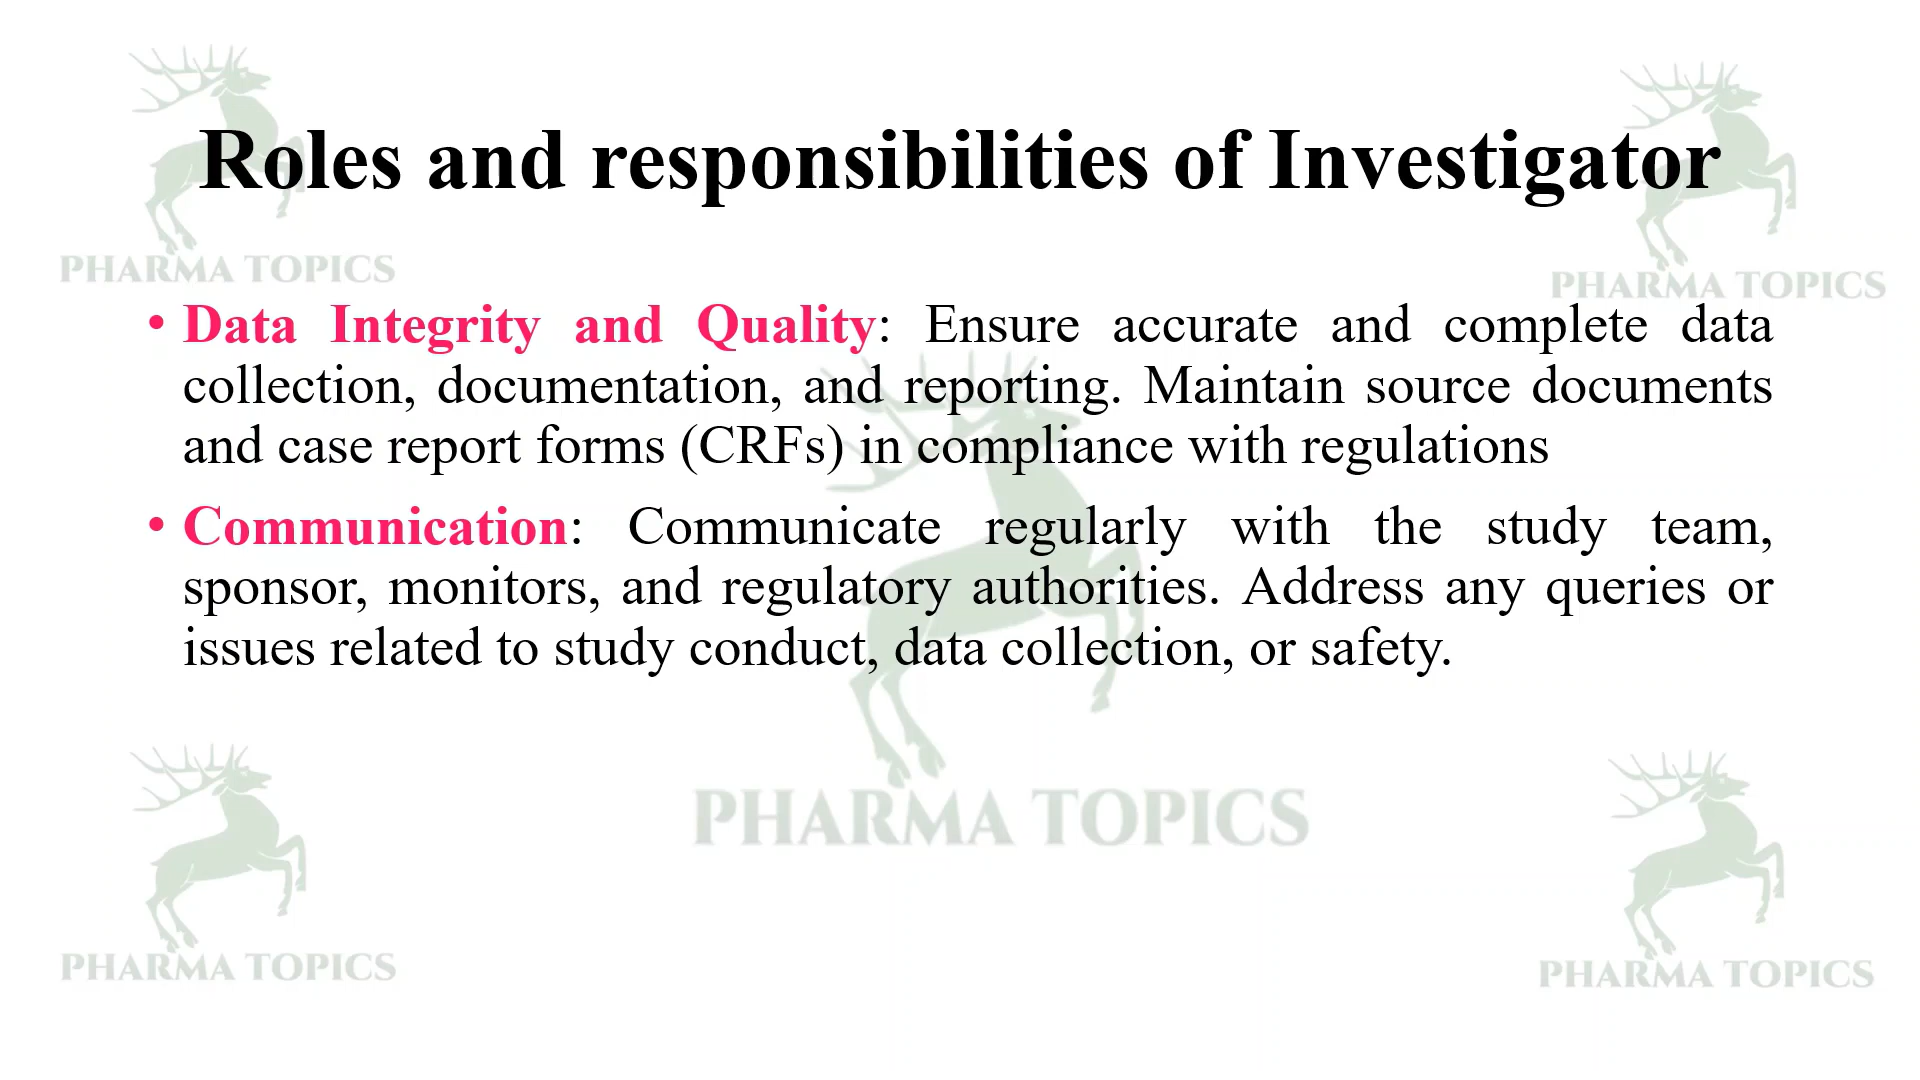 Roles and responsibilities of Investigator
PHARMA TOPICS
PHARMA TOPICS
• Data Integrity and Quality: Ensure accurate and complete data
collection, documentation, and reporting. Maintain source documents
and case report forms (CRFs) in compliance with regulations
• Communication: Communicate regularly with the study team,
sponsor, monitors, and regulatory authorities. Address any queries or
issues related to study conduct, data collection, or safety.
PHARMA TOPICS
PHARMA TOPICS
PHARMA TOPICS